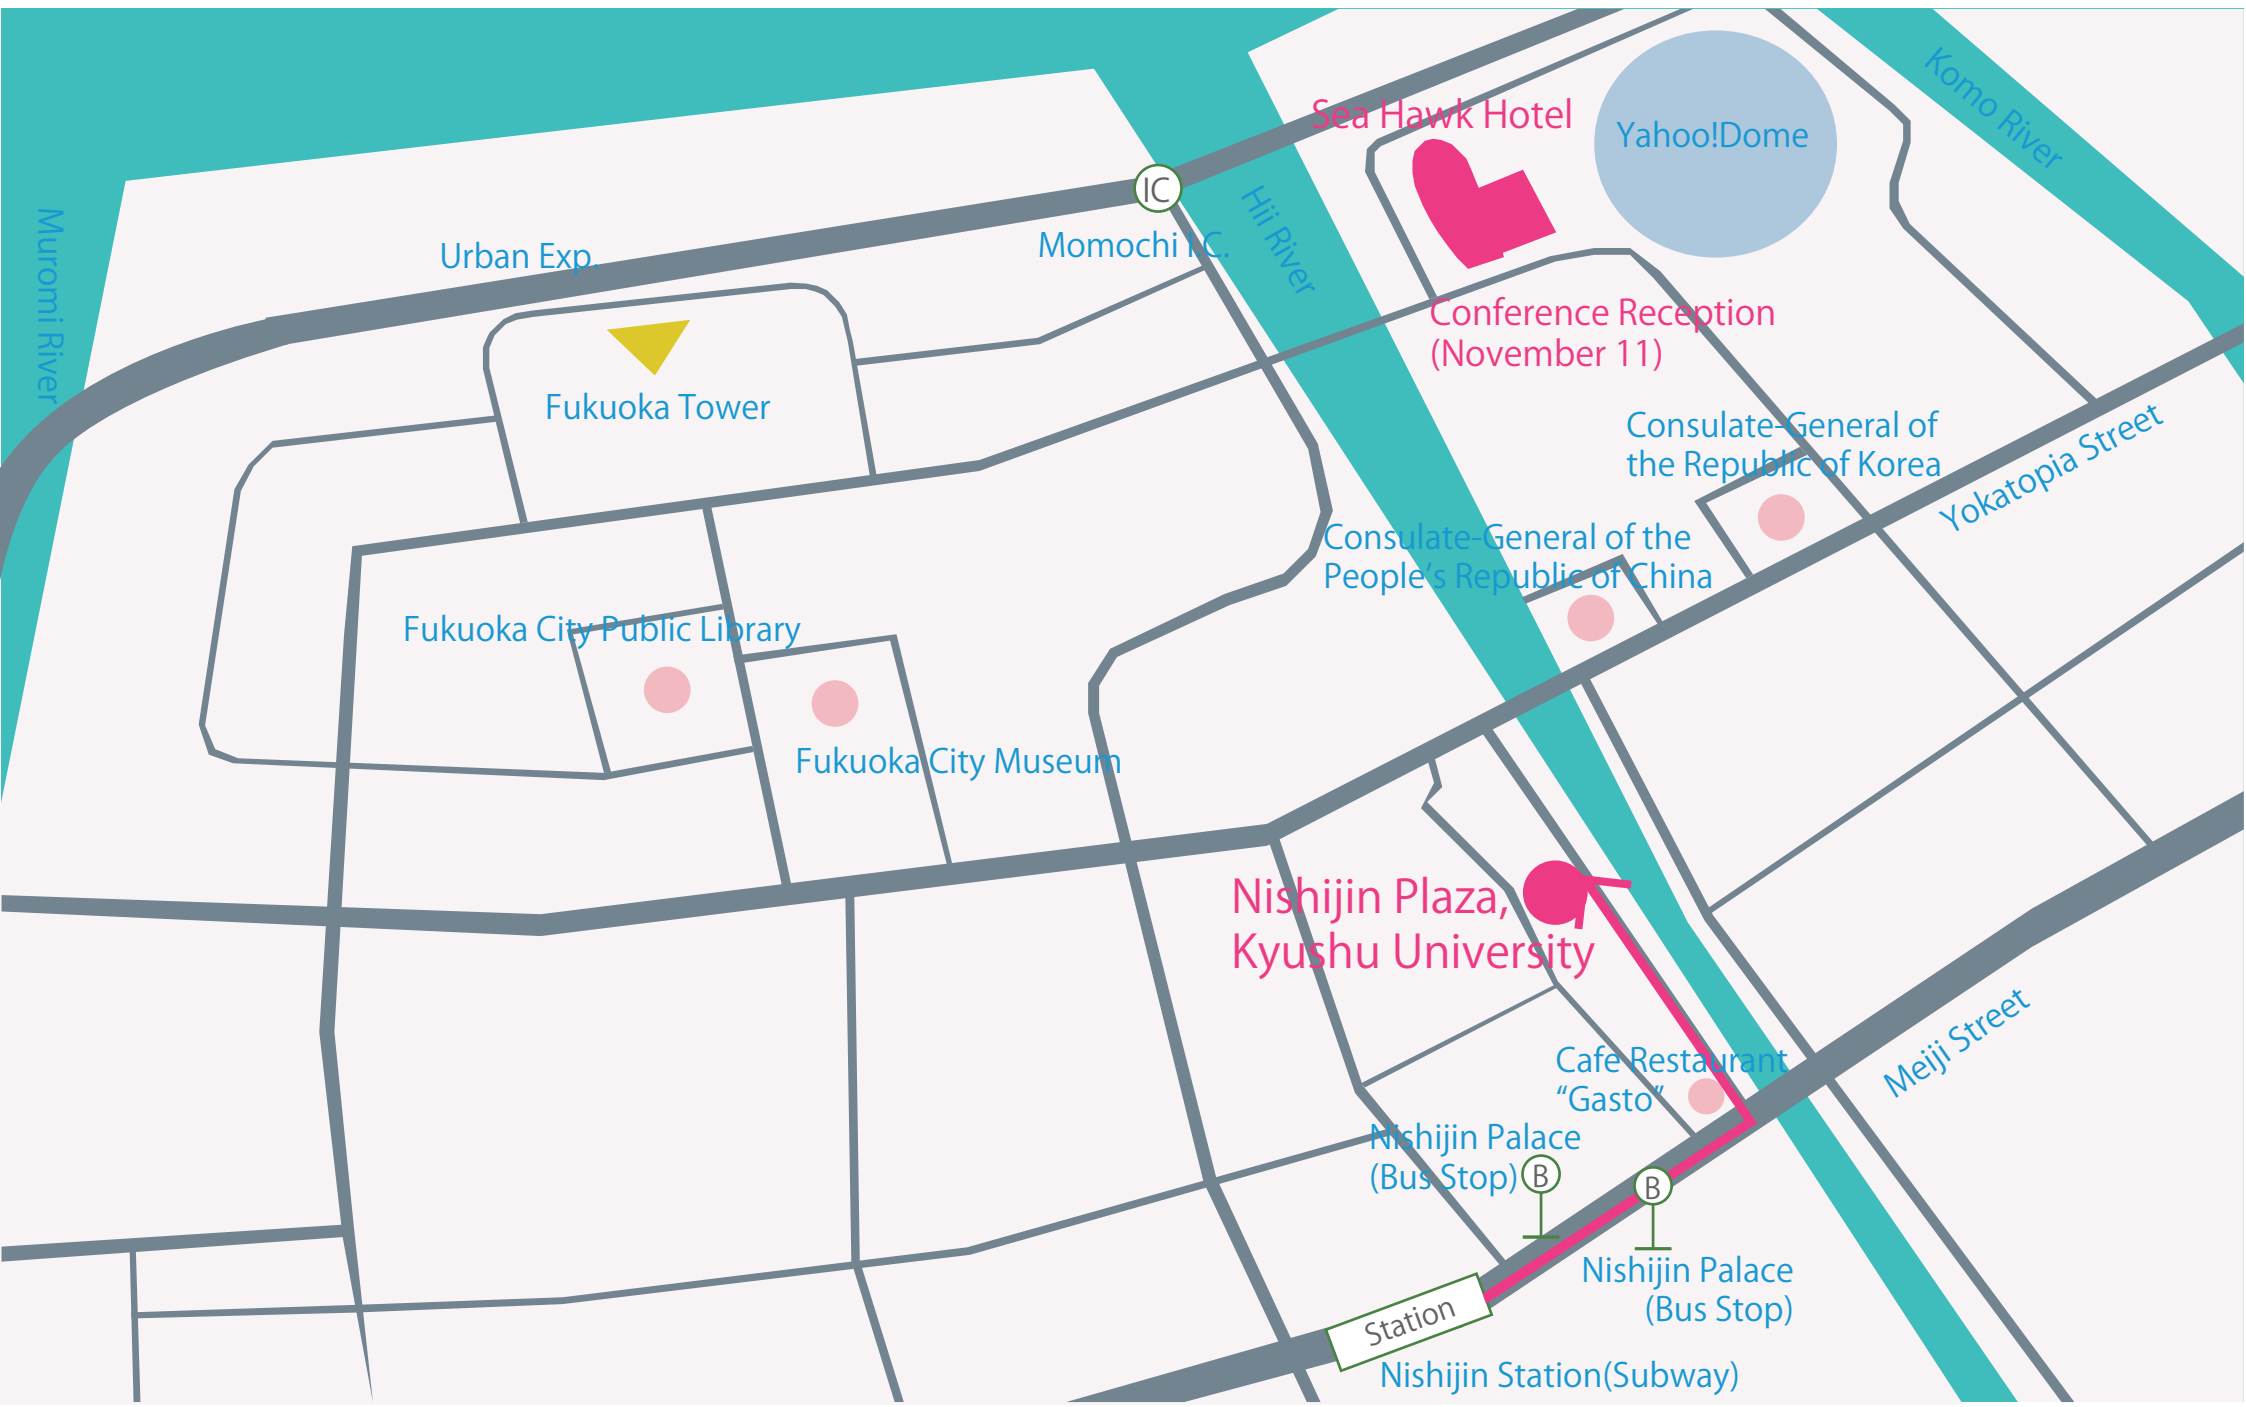 Komo River
Sea Hawk Hotel
Yahoo!Dome
IC
Hii River
Muromi River
Urban Exp.
Momochi I.C.
Conference Reception
(November 11)
Fukuoka Tower
Consulate-General of
the Republic of Korea
Yokatopia Street
Consulate-General of the
People’s Republic of China
Fukuoka City Public Library
Fukuoka City Museum
Nishijin Plaza,
Kyushu University
Meiji Street
Cafe Restaurant
“Gasto”
Nishijin Palace
(Bus Stop)
B
B
Nishijin Palace
(Bus Stop)
Station
Nishijin Station(Subway)